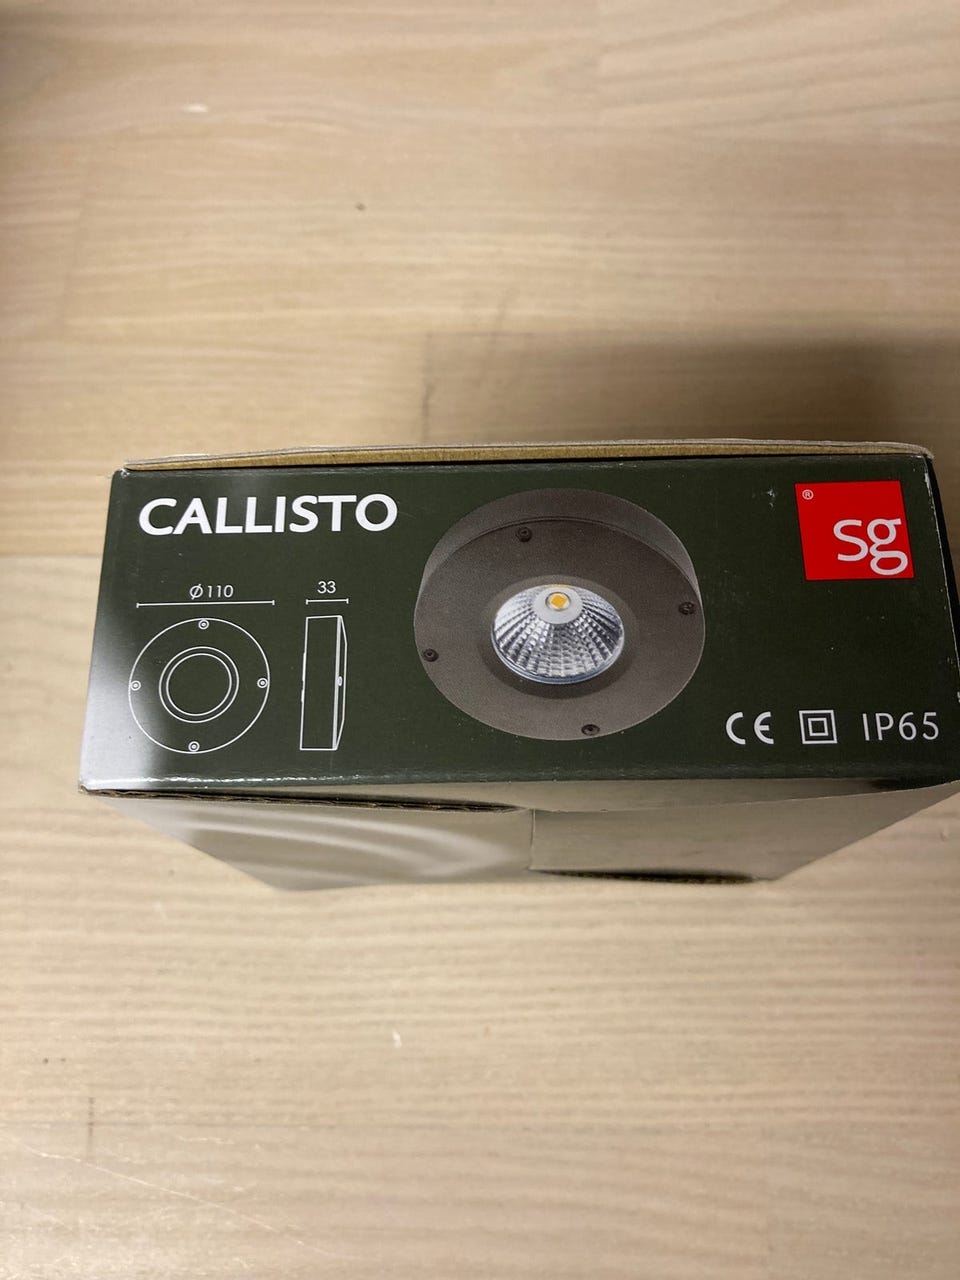 CALLISTO
® sg
Ø110
33
CE IP65